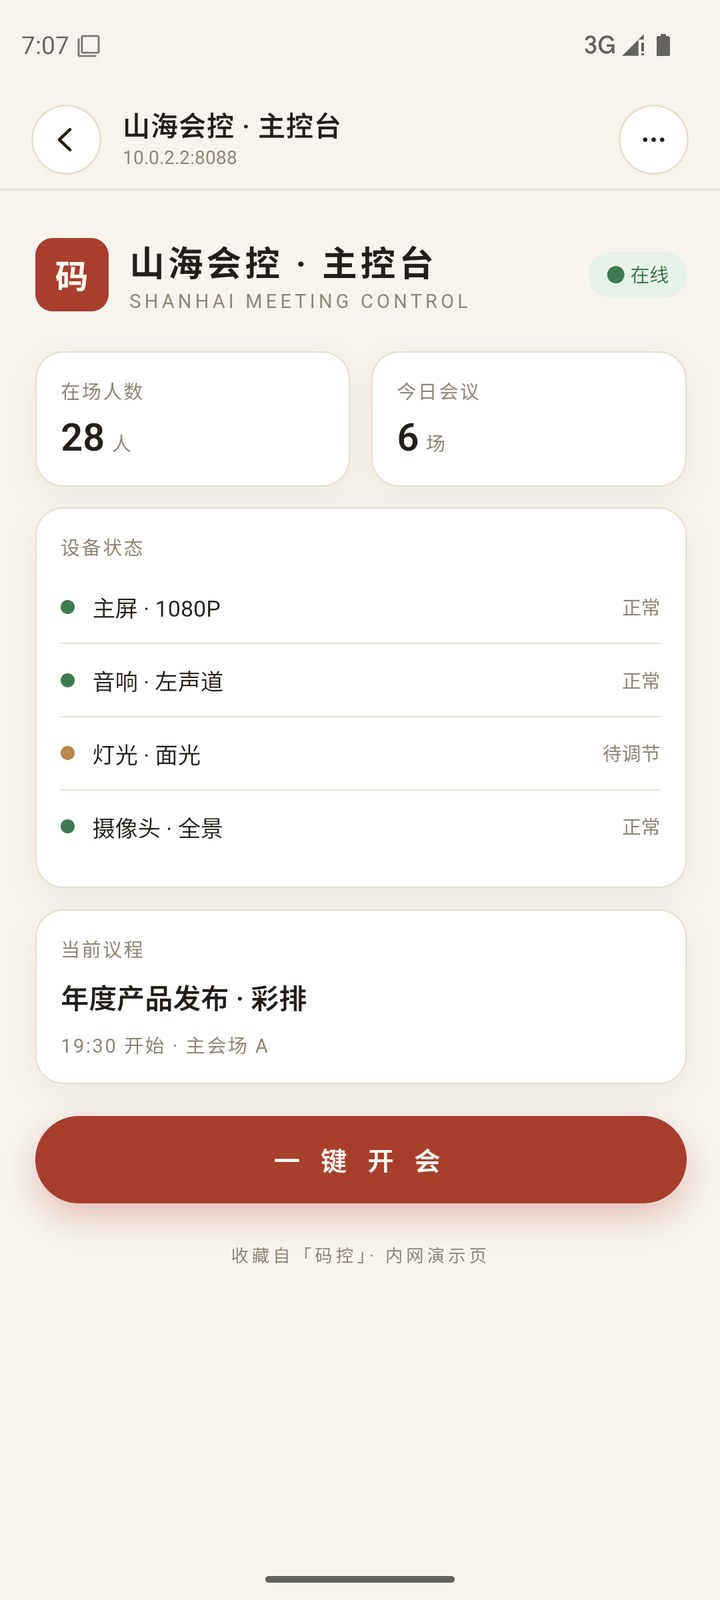 7:07
3G
山海会控 · 主控台
10.0.2.2:8088
码
山海会控 · 主控台
SHANHAI MEETING CONTROL
在线
在场人数
28 人
今日会议
6 场
设备状态
主屏 · 1080P
正常
音响 · 左声道
正常
灯光 · 面光
待调节
摄像头 · 全景
正常
当前议程
年度产品发布 · 彩排
19:30 开始 · 主会场 A
一键开会
收藏自「码控」· 内网演示页